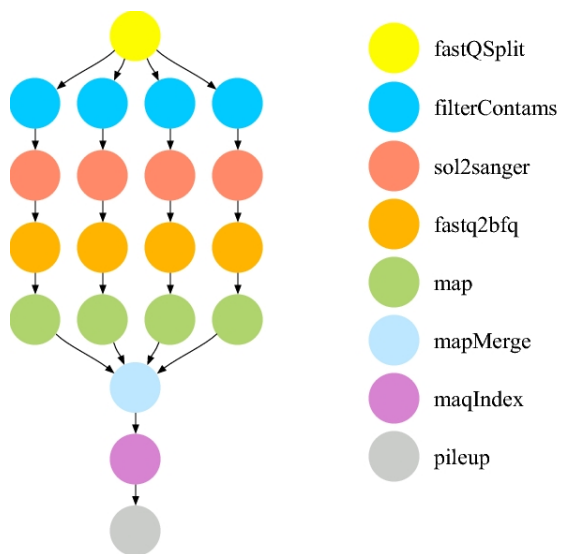 fastQSplit
filterContams
sol2sanger
fastq2bfq
map
mapMerge
maqIndex
pileup